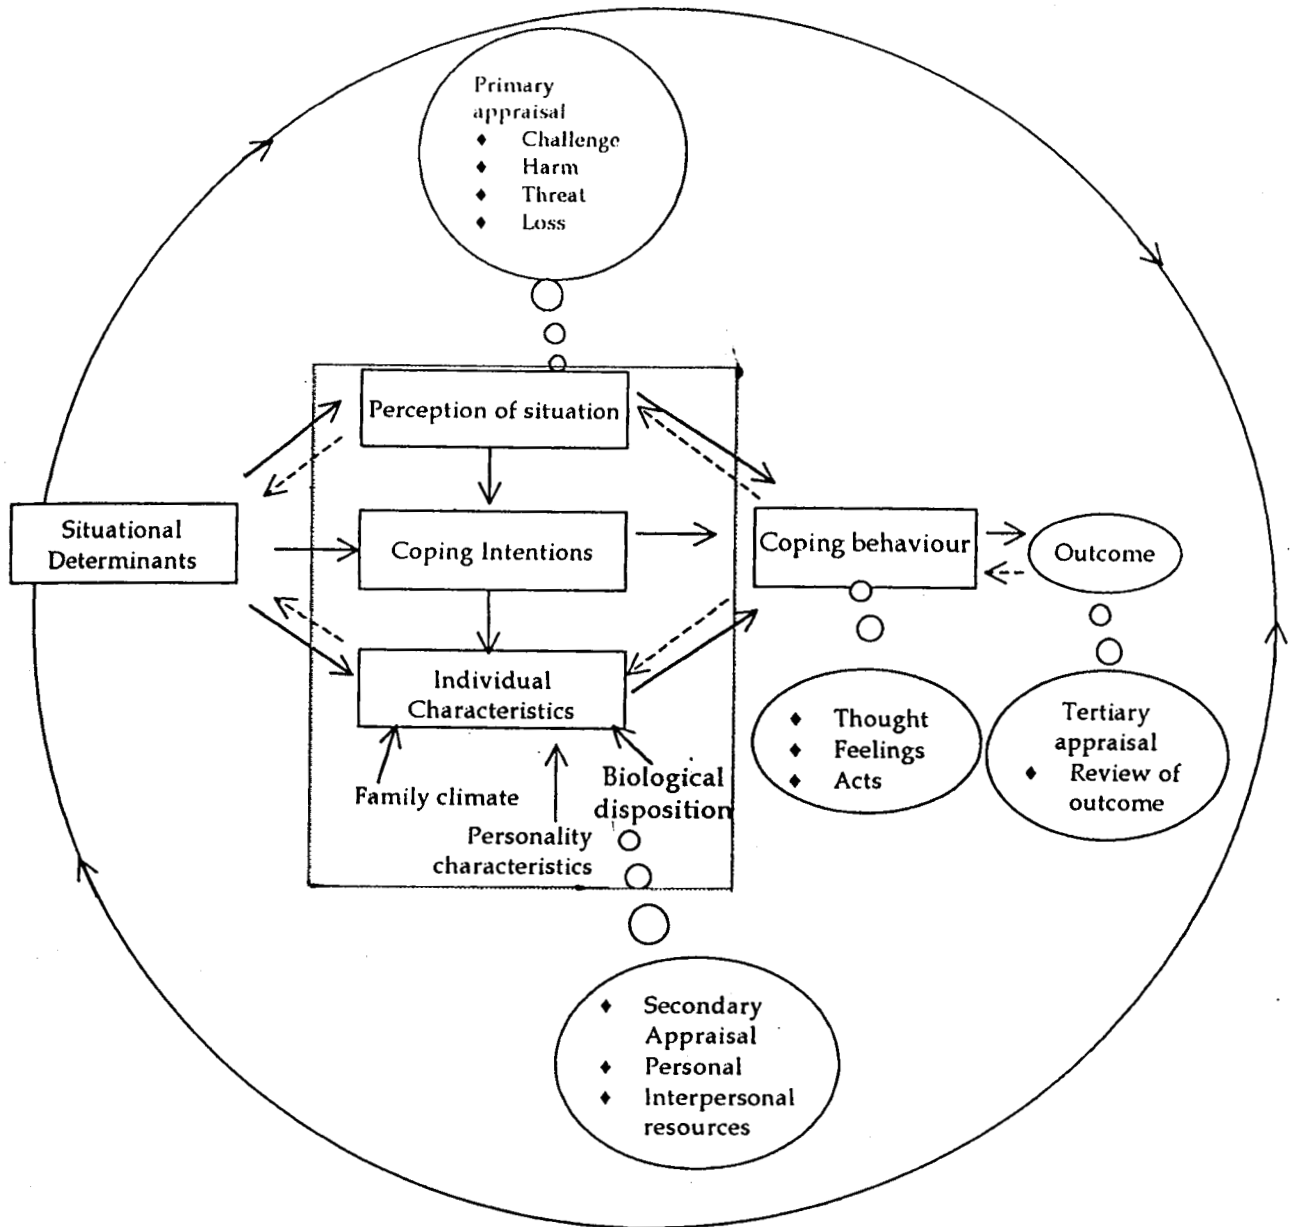 Primary
appraisal
♦ Challenge
♦ Harm
♦ Threat
♦ Loss
Perception of situation
Situational
Determinants
Coping Intentions
Coping behaviour
Outcome
Individual
Characteristics
Family climate
Personality
characteristics
Biological
disposition
♦ Thought
♦ Feelings
♦ Acts
Tertiary
appraisal
♦ Review of
outcome
♦ Secondary
Appraisal
♦ Personal
♦ Interpersonal
resources